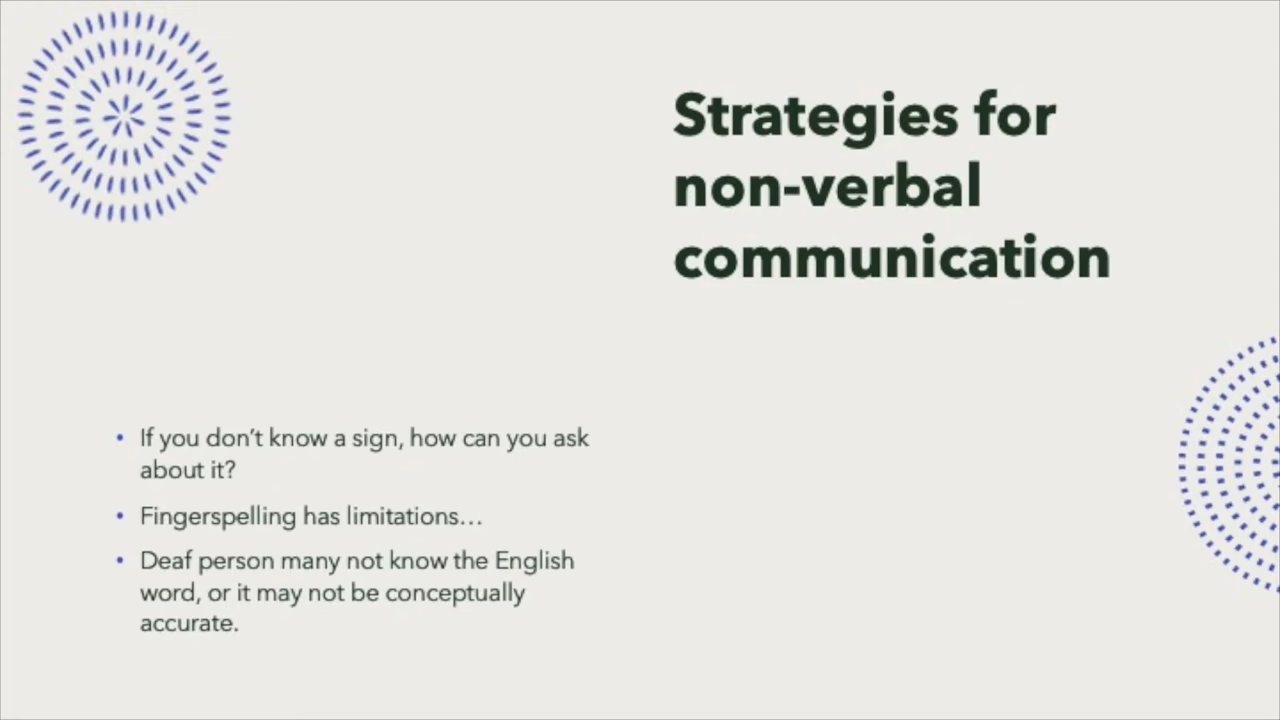 Strategies for
non-verbal
communication
• If you don’t know a sign, how can you ask
about it?
• Fingerspelling has limitations…
• Deaf person many not know the English
word, or it may not be conceptually
accurate.